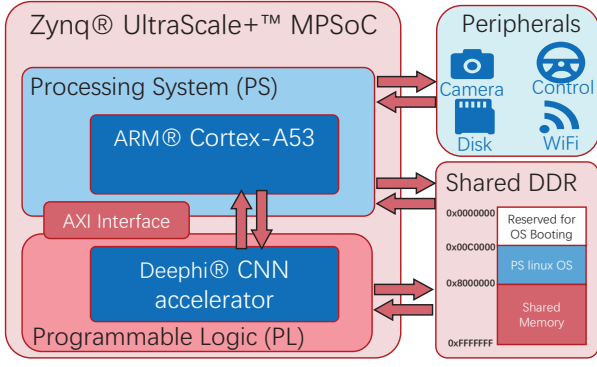 Zynq® UltraScale+™ MPSoC
Processing System (PS)
ARM® Cortex-A53
AXI Interface
Deephi® CNN
accelerator
Programmable Logic (PL)
Peripherals
Camera
Control
Disk
WiFi
Shared DDR
0x0000000
Reserved for
OS Booting
0x00C0000
PS linux OS
0x8000000
Shared
Memory
0xFFFFFFF